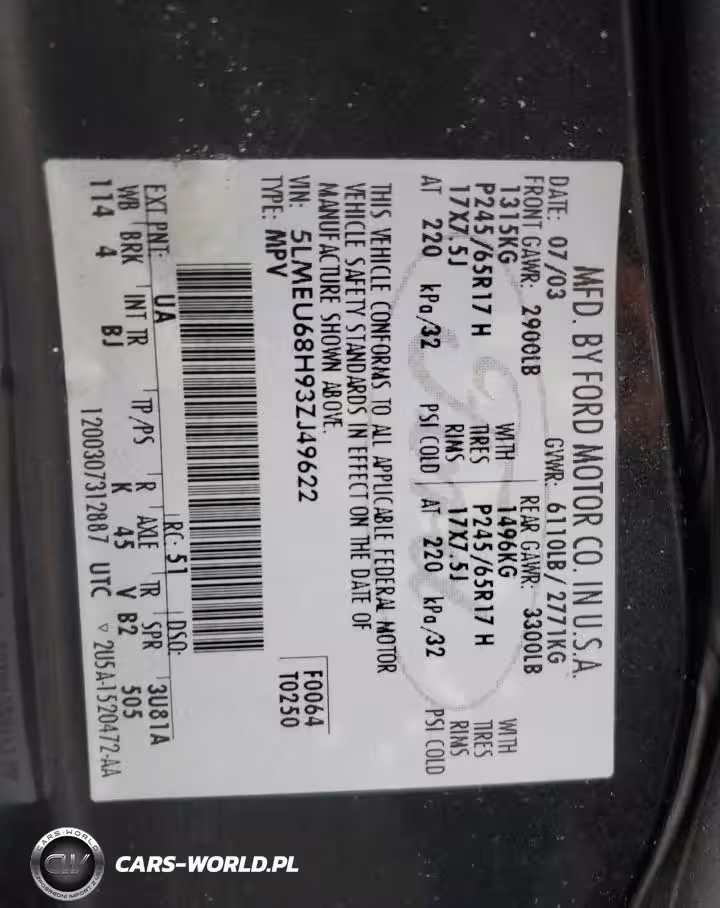 MFD. BY FORD MOTOR CO. IN U.S.A.
DATE: 07/03 GVWR: 6110LB/2771KG
FRONT GAWR: 2900LB REAR GAWR: 3300LB
1315KG WITH 1496KG WITH
P245/65R17 H TIRES P245/65R17 H TIRES
17X7.5J RIMS 17X7.5J RIMS
AT 220 kPa/32 PSI COLD AT 220 kPa/32 PSI COLD
THIS VEHICLE CONFORMS TO ALL APPLICABLE FEDERAL MOTOR
VEHICLE SAFETY STANDARDS IN EFFECT ON THE DATE OF
MANUFACTURE SHOWN ABOVE.
VIN: 5LMEU68H93ZJ49622
TYPE: MPV
F0064
T0250
EXT PNT: UA RC: 51 DSO:
WB BRK INT TR TP/PS R AXLE TR SPR 3U81A
114 4 BJ K 45 V B2 505
1200307312887 UTC ▽ 2U5A-1520472-AA
CARS-WORLD
CW
CARS-WORLD.PL